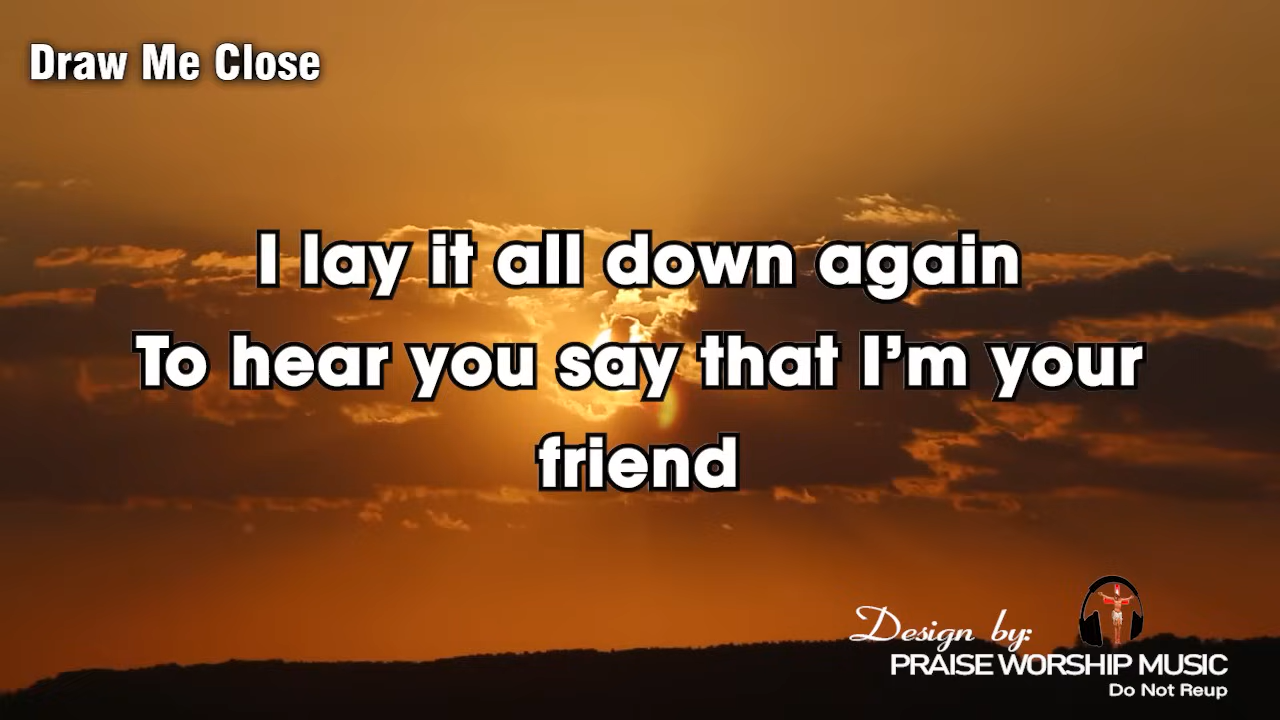 Draw Me Close
I lay it all down again
To hear you say that I'm your
friend
Design by:
PRAISE WORSHIP MUSIC
Do Not Reup